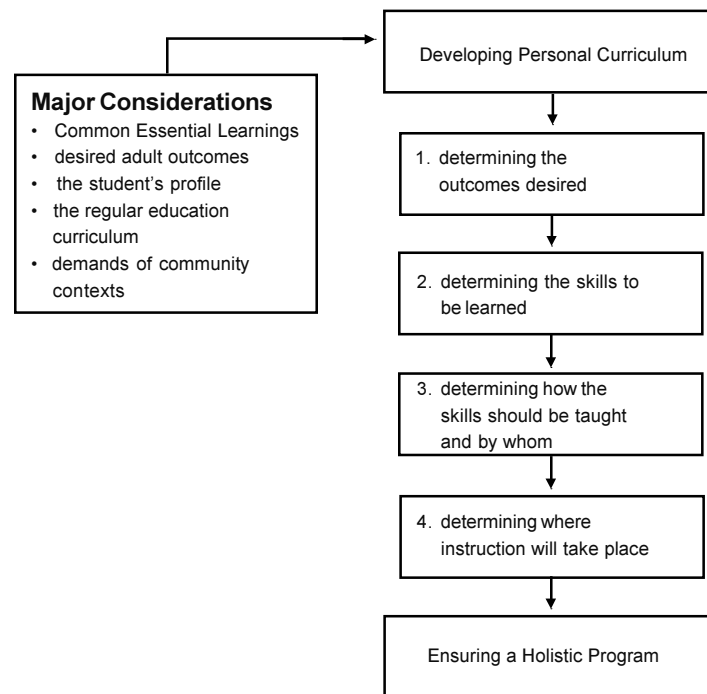 Developing Personal Curriculum
Major Considerations
• Common Essential Learnings
• desired adult outcomes
• the student's profile
• the regular education
curriculum
• demands of community
contexts
1. determining the
outcomes desired
2. determining the skills to
be learned
3. determining how the
skills should be taught
and by whom
4. determining where
instruction will take place
Ensuring a Holistic Program